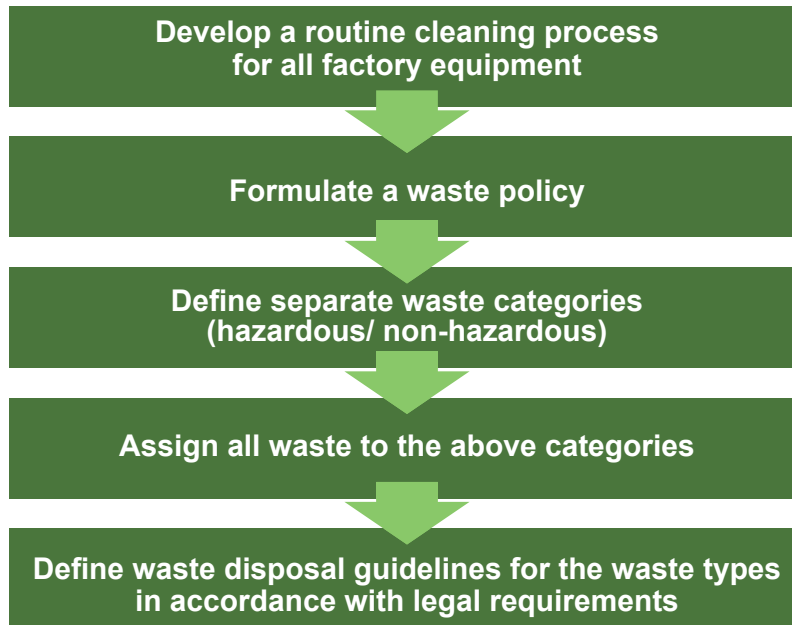 Develop a routine cleaning process
for all factory equipment
Formulate a waste policy
Define separate waste categories
(hazardous/ non-hazardous)
Assign all waste to the above categories
Define waste disposal guidelines for the waste types
in accordance with legal requirements